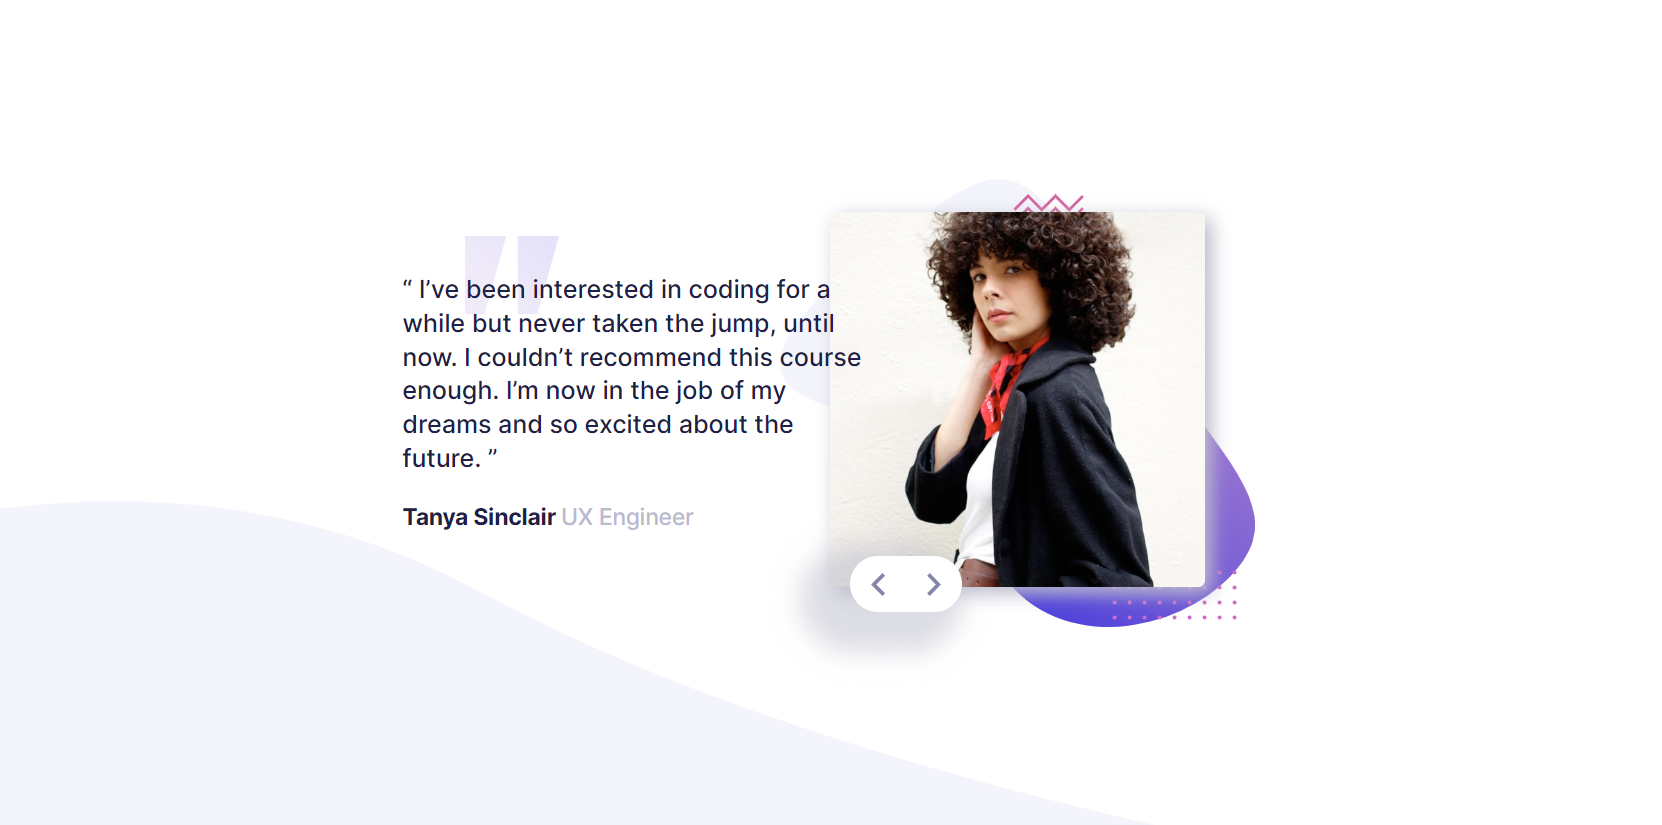 “ I’ve been interested in coding for a
while but never taken the jump, until
now. I couldn’t recommend this course
enough. I’m now in the job of my
dreams and so excited about the
future. ”
Tanya Sinclair UX Engineer